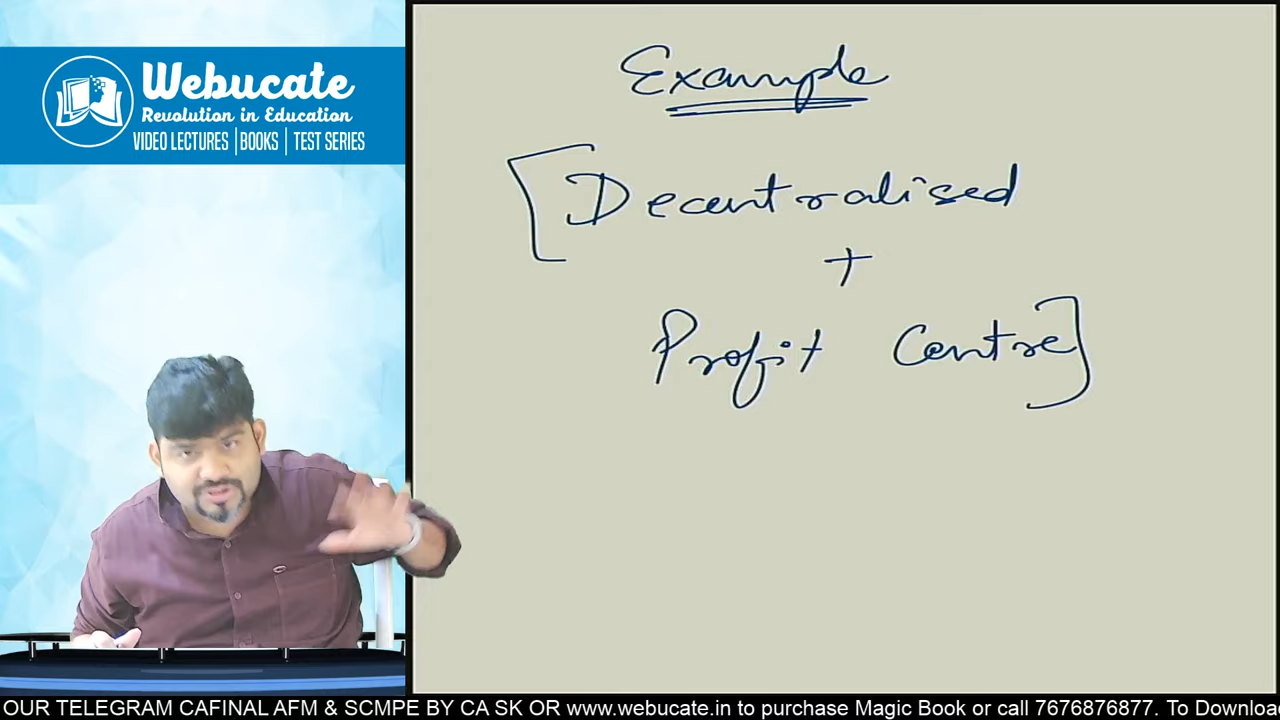 Webucate
Revolution in Education
VIDEO LECTURES | BOOKS | TEST SERIES
Example
[Decentralised
+
Profit Centre]
OUR TELEGRAM CAFINAL AFM & SCMPE BY CA SK OR www.webucate.in to purchase Magic Book or call 7676876877. To Downloa